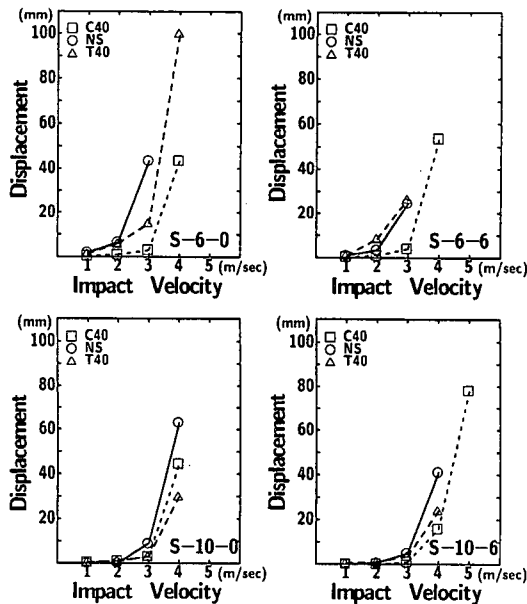 (mm)
100
80
60
40
20
Displacement
C40
NS
T40
S-6-0
1 2 3 4 5 (m/sec)
Impact Velocity
(mm)
100
80
60
40
20
Displacement
C40
NS
T40
S-6-6
1 2 3 4 5 (m/sec)
Impact Velocity
(mm)
100
80
60
40
20
Displacement
C40
NS
T40
S-10-0
1 2 3 4 5 (m/sec)
Impact Velocity
(mm)
100
80
60
40
20
Displacement
C40
NS
T40
S-10-6
1 2 3 4 5 (m/sec)
Impact Velocity